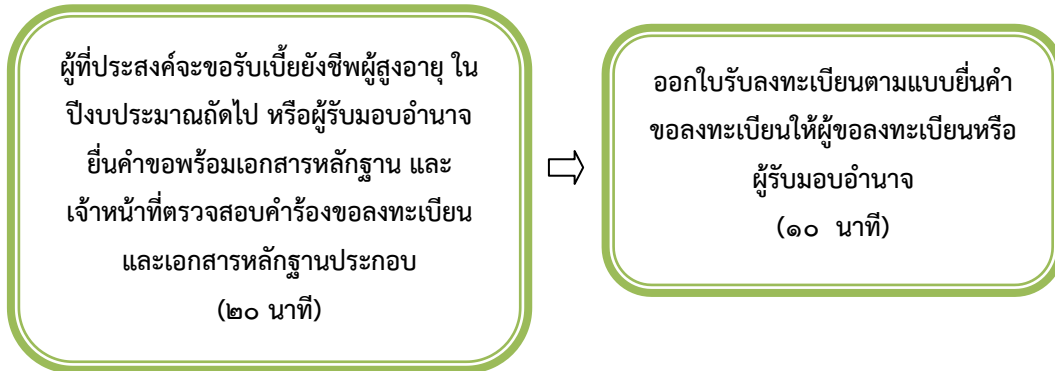 ผู้ที่ประสงค์จะขอรับเบี้ยยังชีพผู้สูงอายุ ใน
ปีงบประมาณถัดไป หรือผู้รับมอบอำนาจ
ยื่นคำขอพร้อมเอกสารหลักฐาน และ
เจ้าหน้าที่ตรวจสอบคำร้องขอลงทะเบียน
และเอกสารหลักฐานประกอบ
(๒๐ นาที)
ออกใบรับลงทะเบียนตามแบบยื่นคำ
ขอลงทะเบียนให้ผู้ขอลงทะเบียนหรือ
ผู้รับมอบอำนาจ
(๑๐ นาที)